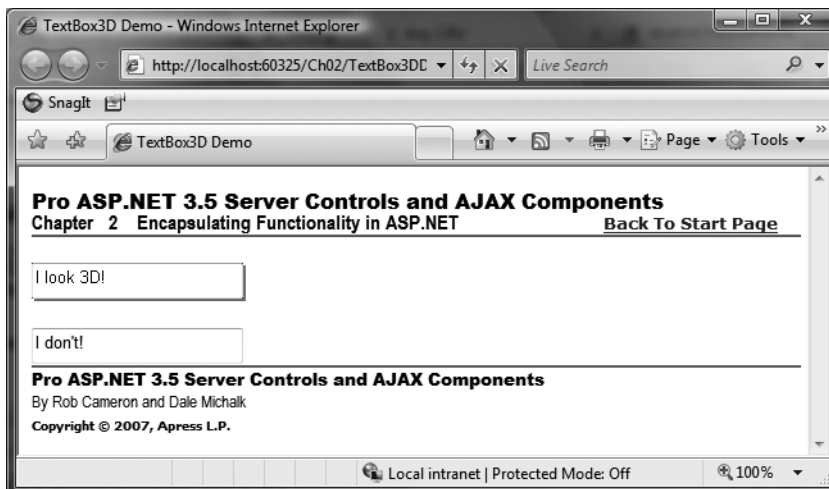 TextBox3D Demo - Windows Internet Explorer
http://localhost:60325/Ch02/TextBox3DD
Live Search
SnagIt
TextBox3D Demo
Page
Tools
Pro ASP.NET 3.5 Server Controls and AJAX Components
Chapter 2 Encapsulating Functionality in ASP.NET
Back To Start Page
I look 3D!
I don't!
Pro ASP.NET 3.5 Server Controls and AJAX Components
By Rob Cameron and Dale Michalk
Copyright © 2007, Apress L.P.
Local intranet | Protected Mode: Off
100%